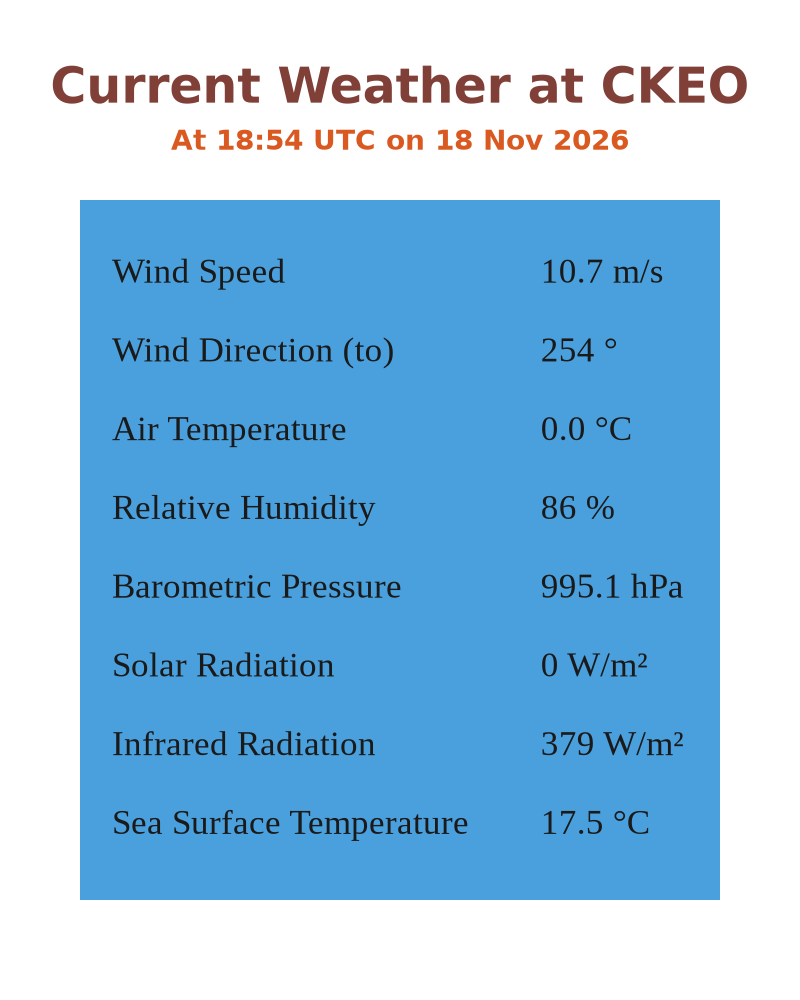 Current Weather at CKEO
At 18:54 UTC on 18 Nov 2026
Wind Speed 10.7 m/s
Wind Direction (to) 254 °
Air Temperature 0.0 °C
Relative Humidity 86 %
Barometric Pressure 995.1 hPa
Solar Radiation 0 W/m²
Infrared Radiation 379 W/m²
Sea Surface Temperature 17.5 °C